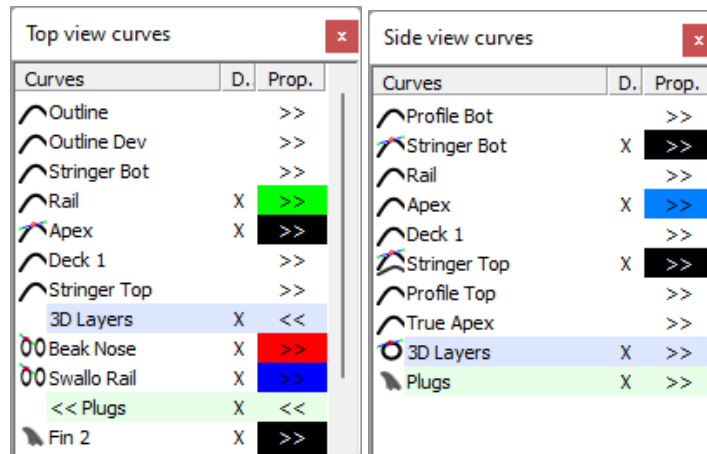 Top view curves x
Curves D. Prop.
Outline >>
Outline Dev >>
Stringer Bot >>
Rail X >>
Apex X >>
Deck 1 >>
Stringer Top >>
3D Layers X <<
Beak Nose X >>
Swallo Rail X >>
<< Plugs X <<
Fin 2 X >>
Side view curves x
Curves D. Prop.
Profile Bot >>
Stringer Bot X >>
Rail >>
Apex X >>
Deck 1 >>
Stringer Top X >>
Profile Top >>
True Apex >>
3D Layers X >>
Plugs X >>